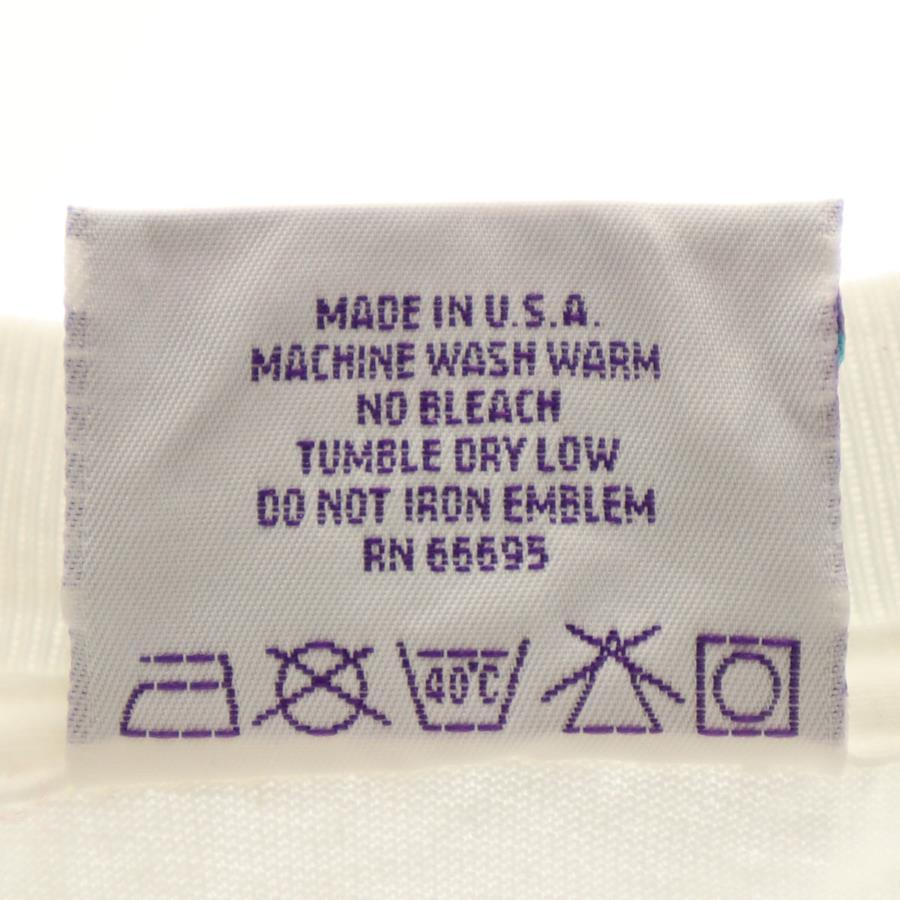 MADE IN U.S.A.
MACHINE WASH WARM
NO BLEACH
TUMBLE DRY LOW
DO NOT IRON EMBLEM
RN 66695
40°C